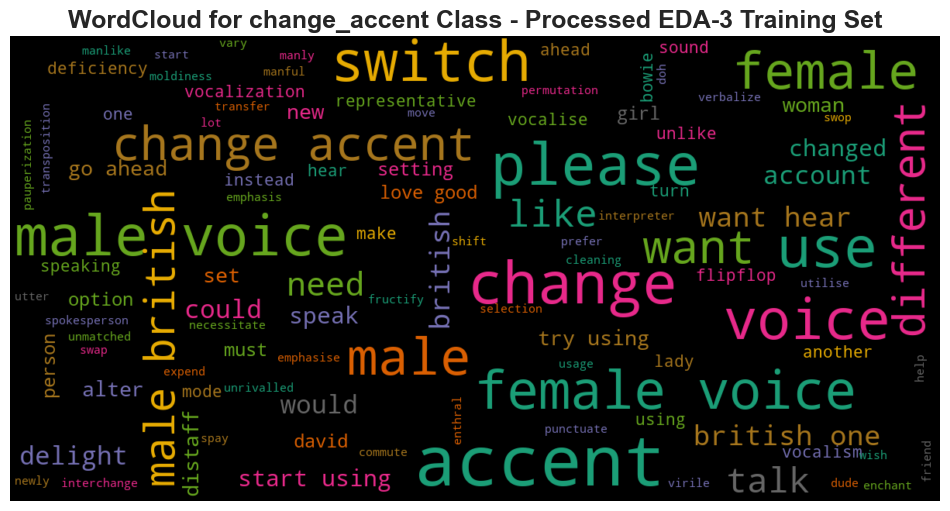 WordCloud for change_accent Class - Processed EDA-3 Training Set
manlike
start
vary
manly
switch
ahead
sound
bowie
doh
female
deficiency
moldiness
manful
vocalization
representative
permutation
verbalize
woman
swop
one
transfer
new
move
vocalise
girl
different
lot
unlike
changed
pauperization
transposition
change accent
please
go ahead
hear
setting
account
instead
love good
turn
emphasis
male voice
male british
british
like
interpreter
want hear
make
shift
want
use
speaking
prefer
set
need
cleaning
change
flipflop
utter
option
could
fructify
speak
selection
utilise
voice
spokesperson
necessitate
unmatched
try using
another
swap
must
emphasise
male
usage
lady
help
person
expend
alter
mode
unrivalled
female voice
would
enthral
using
distaff
spay
david
punctuate
british one
delight
commute
accent
vocalism
wish
friend
newly
interchange
start using
virile
talk
dude
enchant